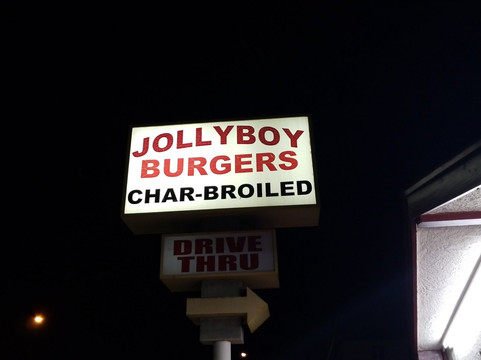 JOLLYBOY
BURGERS
CHAR-BROILED
DRIVE
THRU